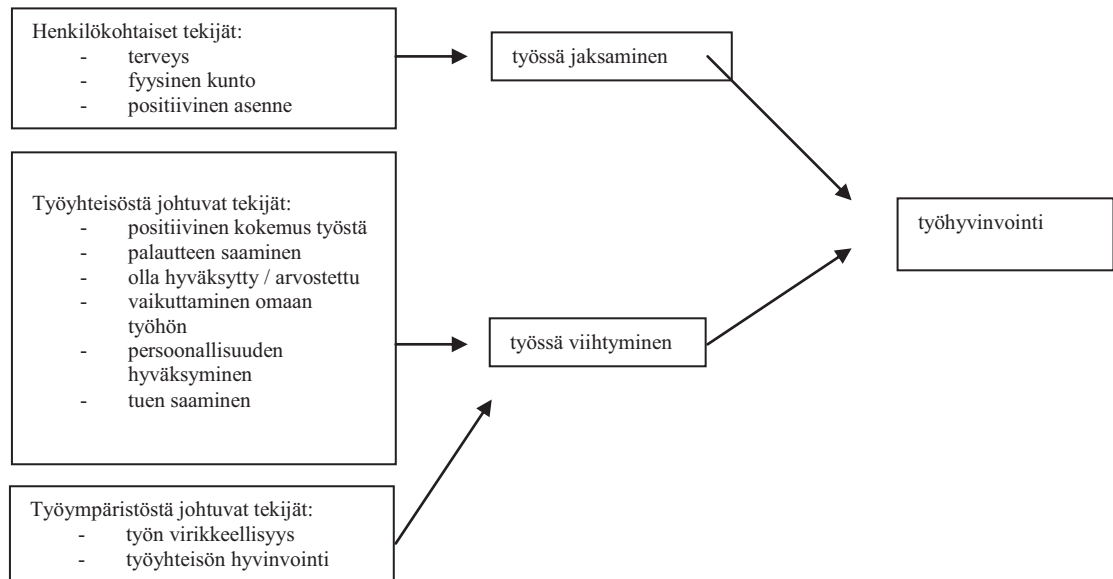 Henkilökohtaiset tekijät:
- terveys
- fyysinen kunto
- positiivinen asenne
työssä jaksaminen
Työyhteisöstä johtuvat tekijät:
- positiivinen kokemus työstä
- palautteen saaminen
- olla hyväksytty / arvostettu
- vaikuttaminen omaan
työhön
- persoonallisuuden
hyväksyminen
- tuen saaminen
työssä viihtyminen
työhyvinvointi
Työympäristöstä johtuvat tekijät:
- työn virikkeellisyys
- työyhteisön hyvinvointi